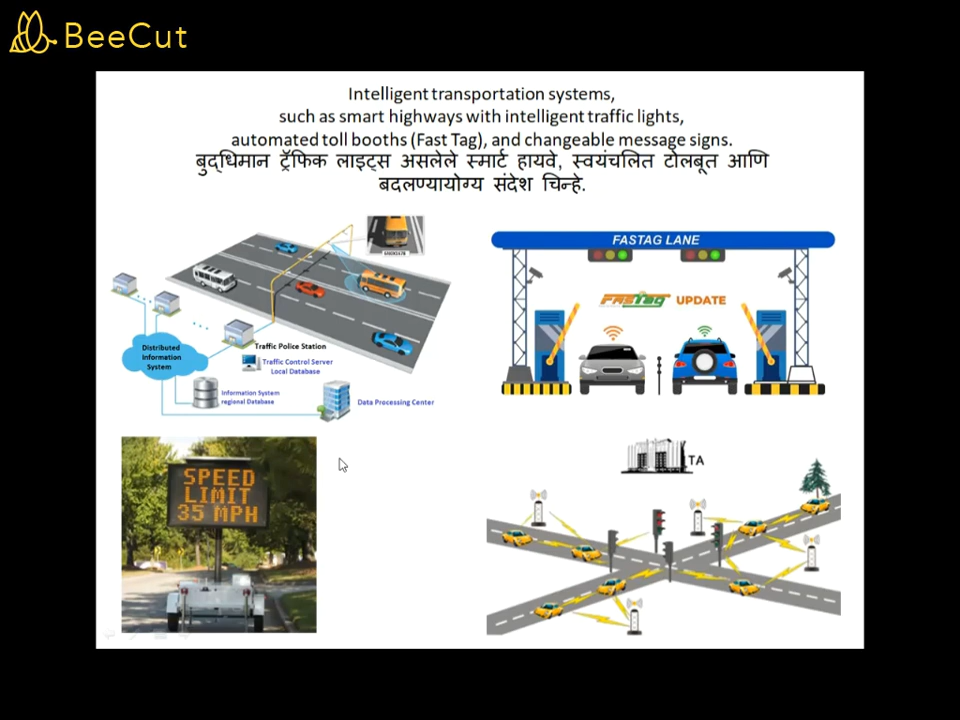 BeeCut
Intelligent transportation systems,
such as smart highways with intelligent traffic lights,
automated toll booths (Fast Tag), and changeable message signs.
बुद्धिमान ट्रॅफिक लाइट्स असलेले स्मार्ट हायवे, स्वयंचलित टोलबूत आणि
बदलण्यायोग्य संदेश चिन्हे.
FASTAG LANE
FASTag UPDATE
Distributed
Information
System
Traffic Police Station
Traffic Control Server
Local Database
Information System
regional Database
Data Processing Center
SPEED
LIMIT
35 MPH
TA